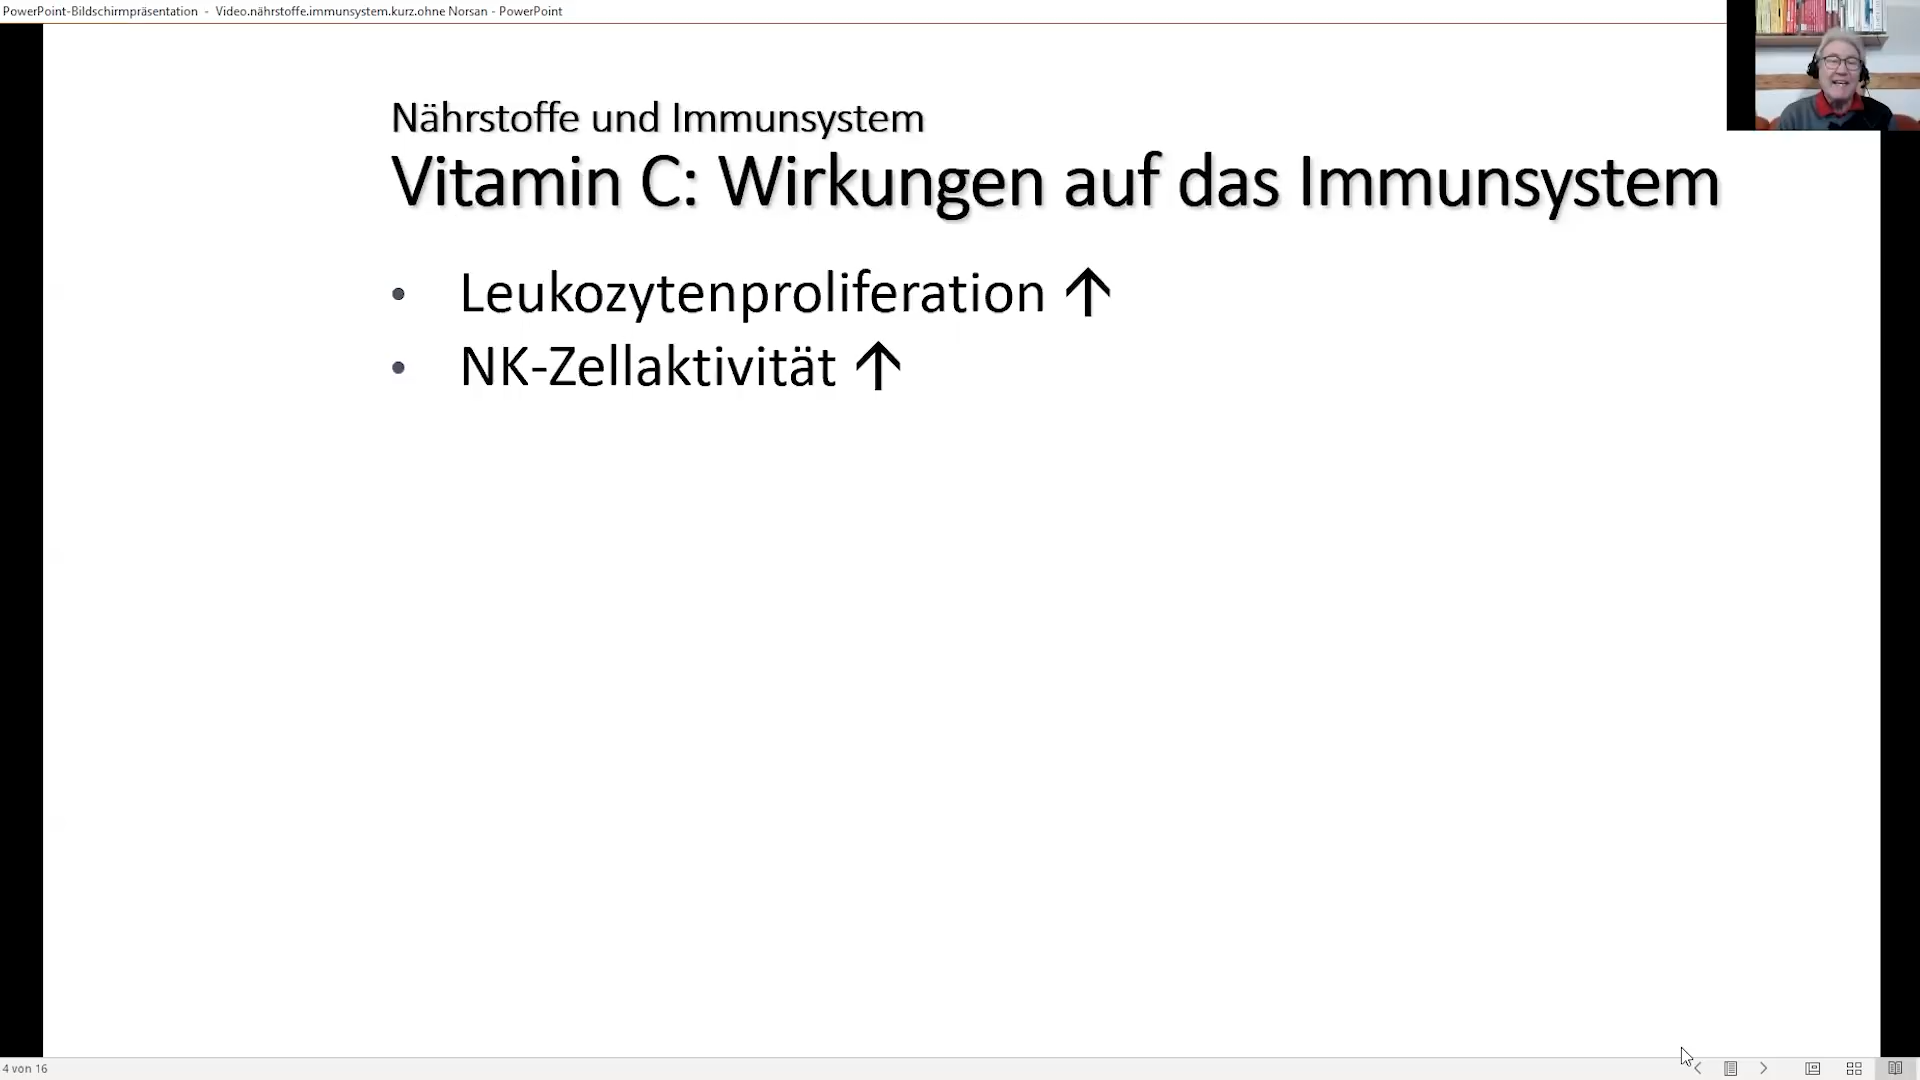 PowerPoint-Bildschirmpräsentation - Video.nährstoffe.immunsystem.kurz.ohne Norsan - PowerPoint
Nährstoffe und Immunsystem
Vitamin C: Wirkungen auf das Immunsystem
• Leukozytenproliferation ↑
• NK-Zellaktivität ↑
4 von 16